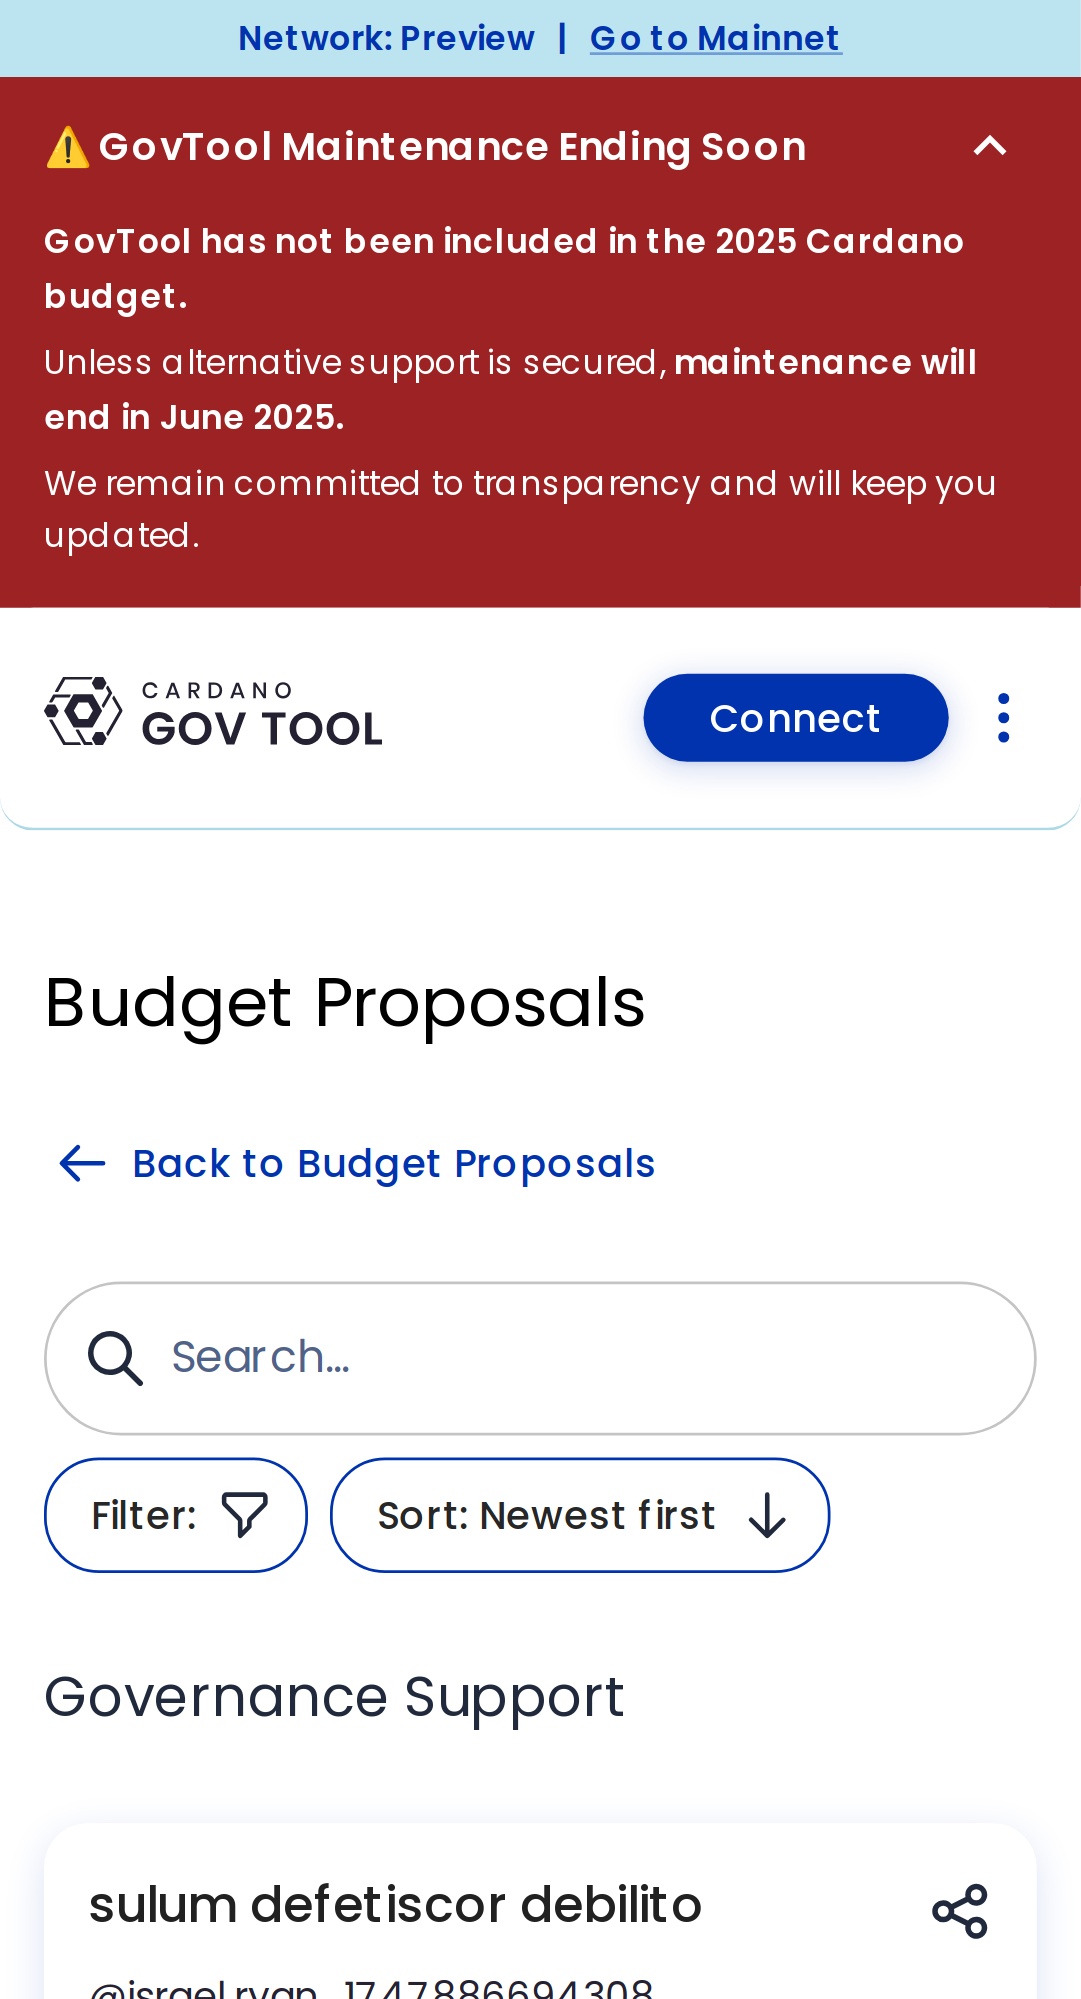 Network: Preview | Go to Mainnet
⚠️ GovTool Maintenance Ending Soon
GovTool has not been included in the 2025 Cardano
budget.
Unless alternative support is secured, maintenance will
end in June 2025.
We remain committed to transparency and will keep you
updated.
CARDANO
GOV TOOL
Connect
Budget Proposals
Back to Budget Proposals
Search...
Filter:
Sort: Newest first
Governance Support
sulum defetiscor debilito
@israel.ryan_1747886694308